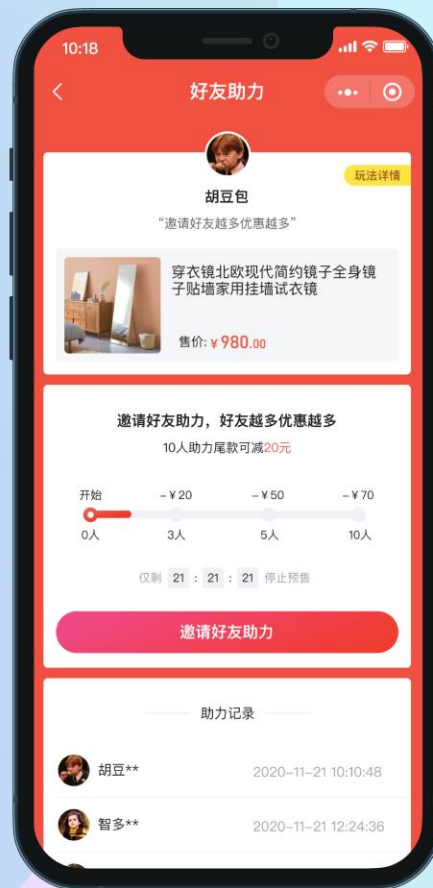 10:18
好友助力
玩法详情
胡豆包
“邀请好友越多优惠越多”
穿衣镜北欧现代简约镜子全身镜
子贴墙家用挂墙试衣镜
售价: ¥ 980.00
邀请好友助力，好友越多优惠越多
10人助力尾款可减20元
开始 -¥20 -¥50 -¥70
0人 3人 5人 10人
仅剩 21 : 21 : 21 停止预售
邀请好友助力
助力记录
胡豆** 2020-11-21 10:10:48
智多** 2020-11-21 12:24:36